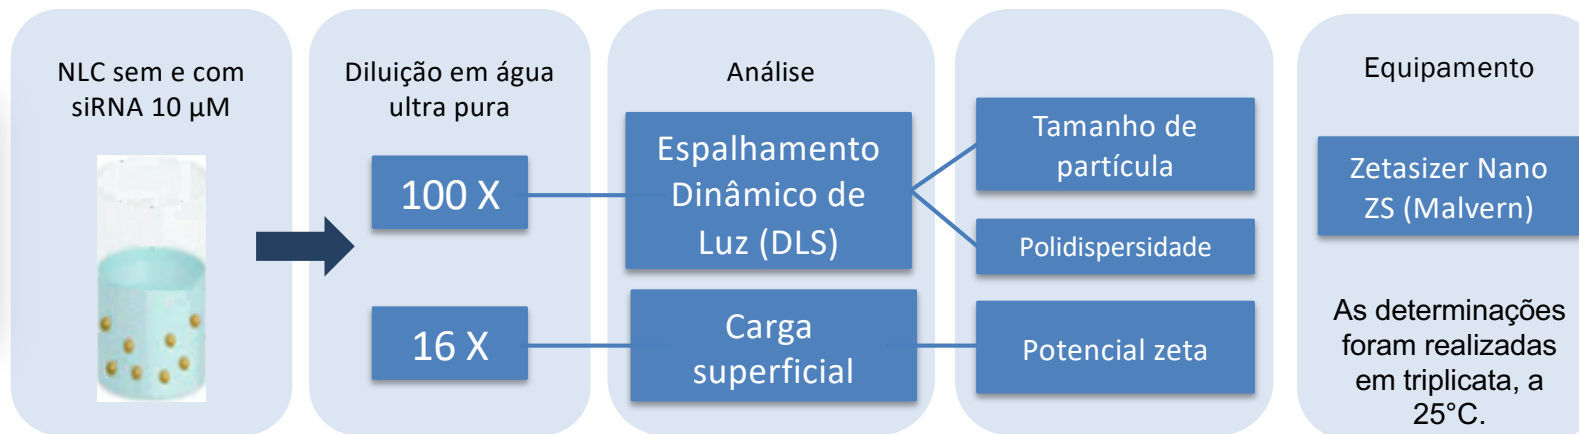 NLC sem e com
siRNA 10 µM
Diluição em água
ultra pura
100 X
16 X
Análise
Espalhamento
Dinâmico de
Luz (DLS)
Carga
superficial
Tamanho de
partícula
Polidispersidade
Potencial zeta
Equipamento
Zetasizer Nano
ZS (Malvern)
As determinações
foram realizadas
em triplicata, a
25°C.